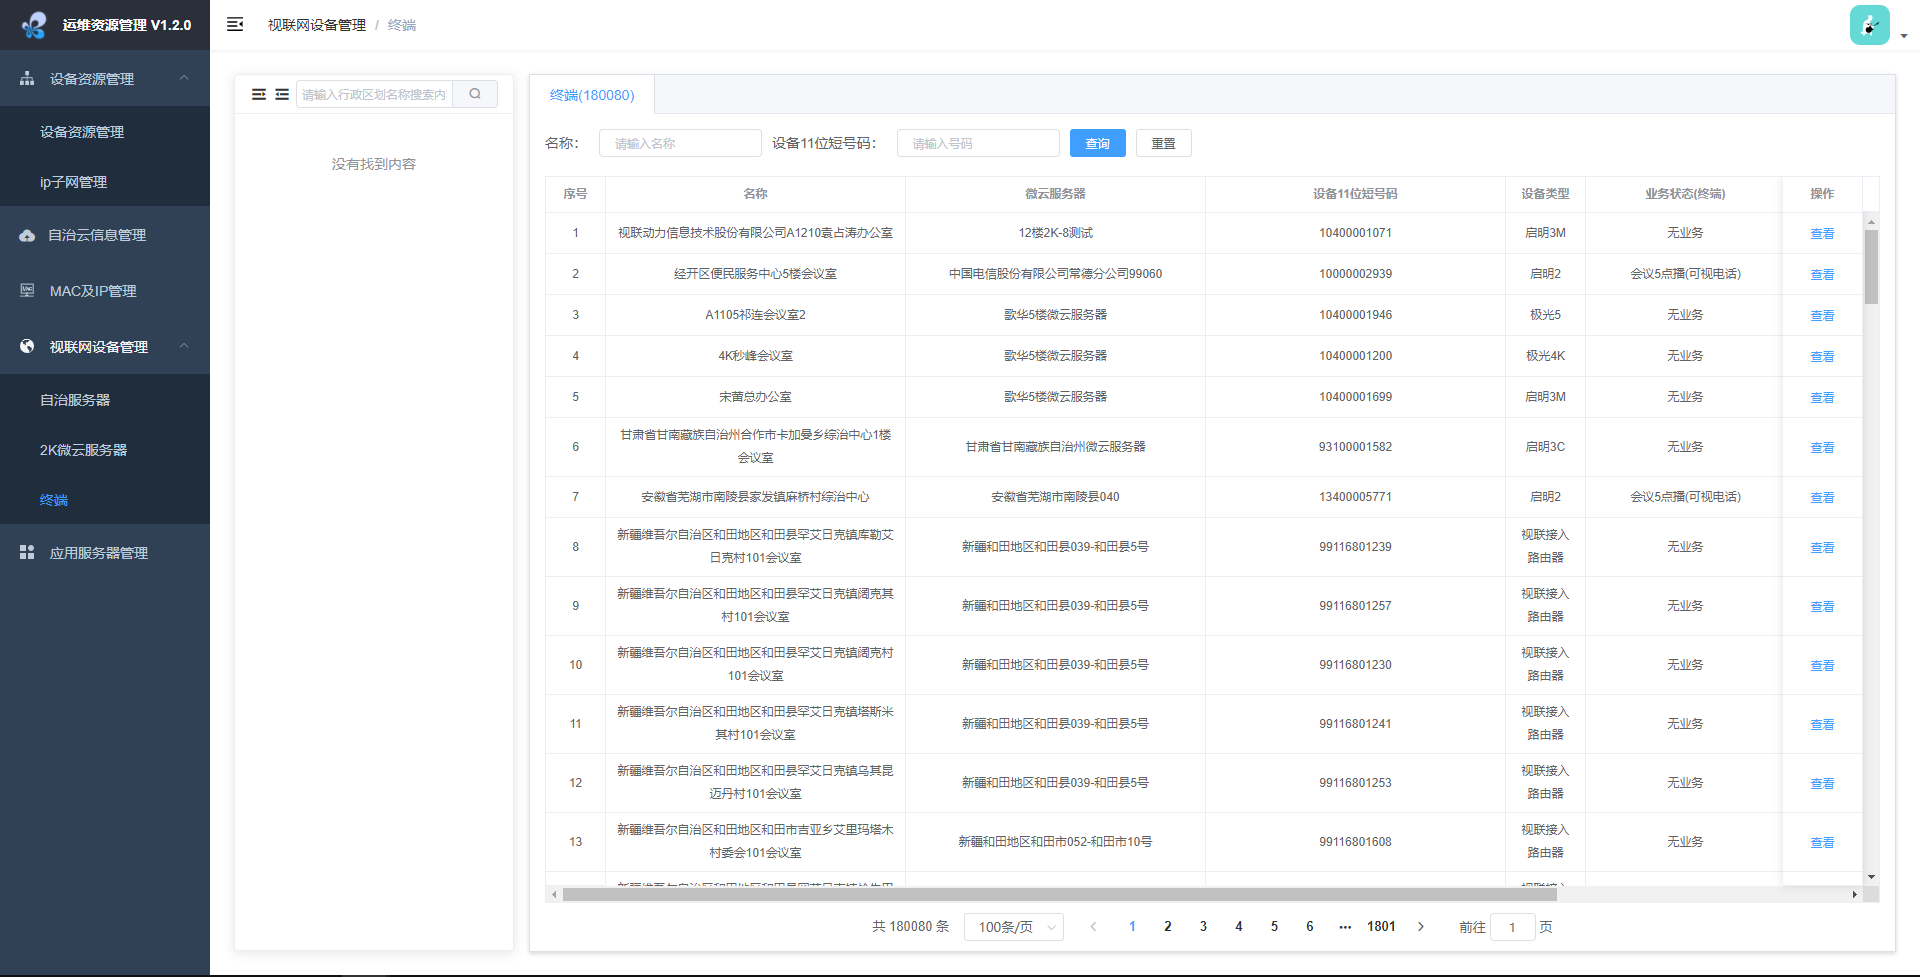 运维资源管理 V1.2.0
视联网设备管理 / 终端
设备资源管理
设备资源管理
ip子网管理
自治云信息管理
MAC及IP管理
视联网设备管理
自治服务器
2K微云服务器
终端
应用服务器管理
请输入行政区划名称搜索内
没有找到内容
终端(180080)
名称： 请输入名称 设备11位短号码： 请输入号码 查询 重置
序号 名称 微云服务器 设备11位短号码 设备类型 业务状态(终端) 操作
1 视联动力信息技术股份有限公司A1210袁占涛办公室 12楼2K-8测试 10400001071 启明3M 无业务 查看
2 经开区便民服务中心5楼会议室 中国电信股份有限公司常德分公司99060 10000002939 启明2 会议5点播(可视电话) 查看
3 A1105祁连会议室2 歌华5楼微云服务器 10400001946 极光5 无业务 查看
4 4K秒峰会议室 歌华5楼微云服务器 10400001200 极光4K 无业务 查看
5 宋苗总办公室 歌华5楼微云服务器 10400001699 启明3M 无业务 查看
6 甘肃省甘南藏族自治州合作市卡加曼乡综治中心1楼
会议室 甘肃省甘南藏族自治州微云服务器 93100001582 启明3C 无业务 查看
7 安徽省芜湖市南陵县家发镇麻桥村综治中心 安徽省芜湖市南陵县040 13400005771 启明2 会议5点播(可视电话) 查看
8 新疆维吾尔自治区和田地区和田县罕艾日克镇库勒艾
日克村101会议室 新疆和田地区和田县039-和田县5号 99116801239 视联接入
路由器 无业务 查看
9 新疆维吾尔自治区和田地区和田县罕艾日克镇阔克其
村101会议室 新疆和田地区和田县039-和田县5号 99116801257 视联接入
路由器 无业务 查看
10 新疆维吾尔自治区和田地区和田县罕艾日克镇阔克村
101会议室 新疆和田地区和田县039-和田县5号 99116801230 视联接入
路由器 无业务 查看
11 新疆维吾尔自治区和田地区和田县罕艾日克镇塔斯米
其村101会议室 新疆和田地区和田县039-和田县5号 99116801241 视联接入
路由器 无业务 查看
12 新疆维吾尔自治区和田地区和田县罕艾日克镇乌其昆
迈丹村101会议室 新疆和田地区和田县039-和田县5号 99116801253 视联接入
路由器 无业务 查看
13 新疆维吾尔自治区和田地区和田市吉亚乡艾里玛塔木
村委会101会议室 新疆和田地区和田市052-和田市10号 99116801608 视联接入
路由器 无业务 查看
共 180080 条 100条/页 1 2 3 4 5 6 ... 1801 前往 1 页